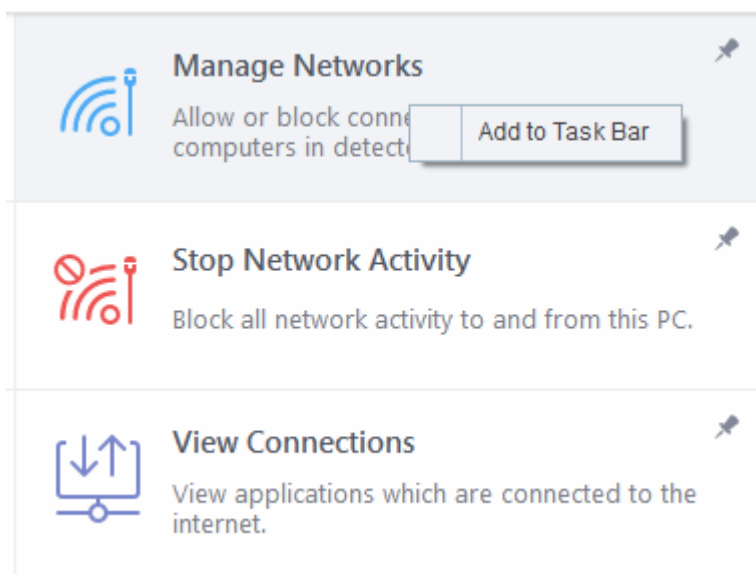 Manage Networks
Allow or block
computers in
Add to Task Bar
Stop Network Activity
Block all network activity to and from this PC.
View Connections
View applications which are connected to the
internet.